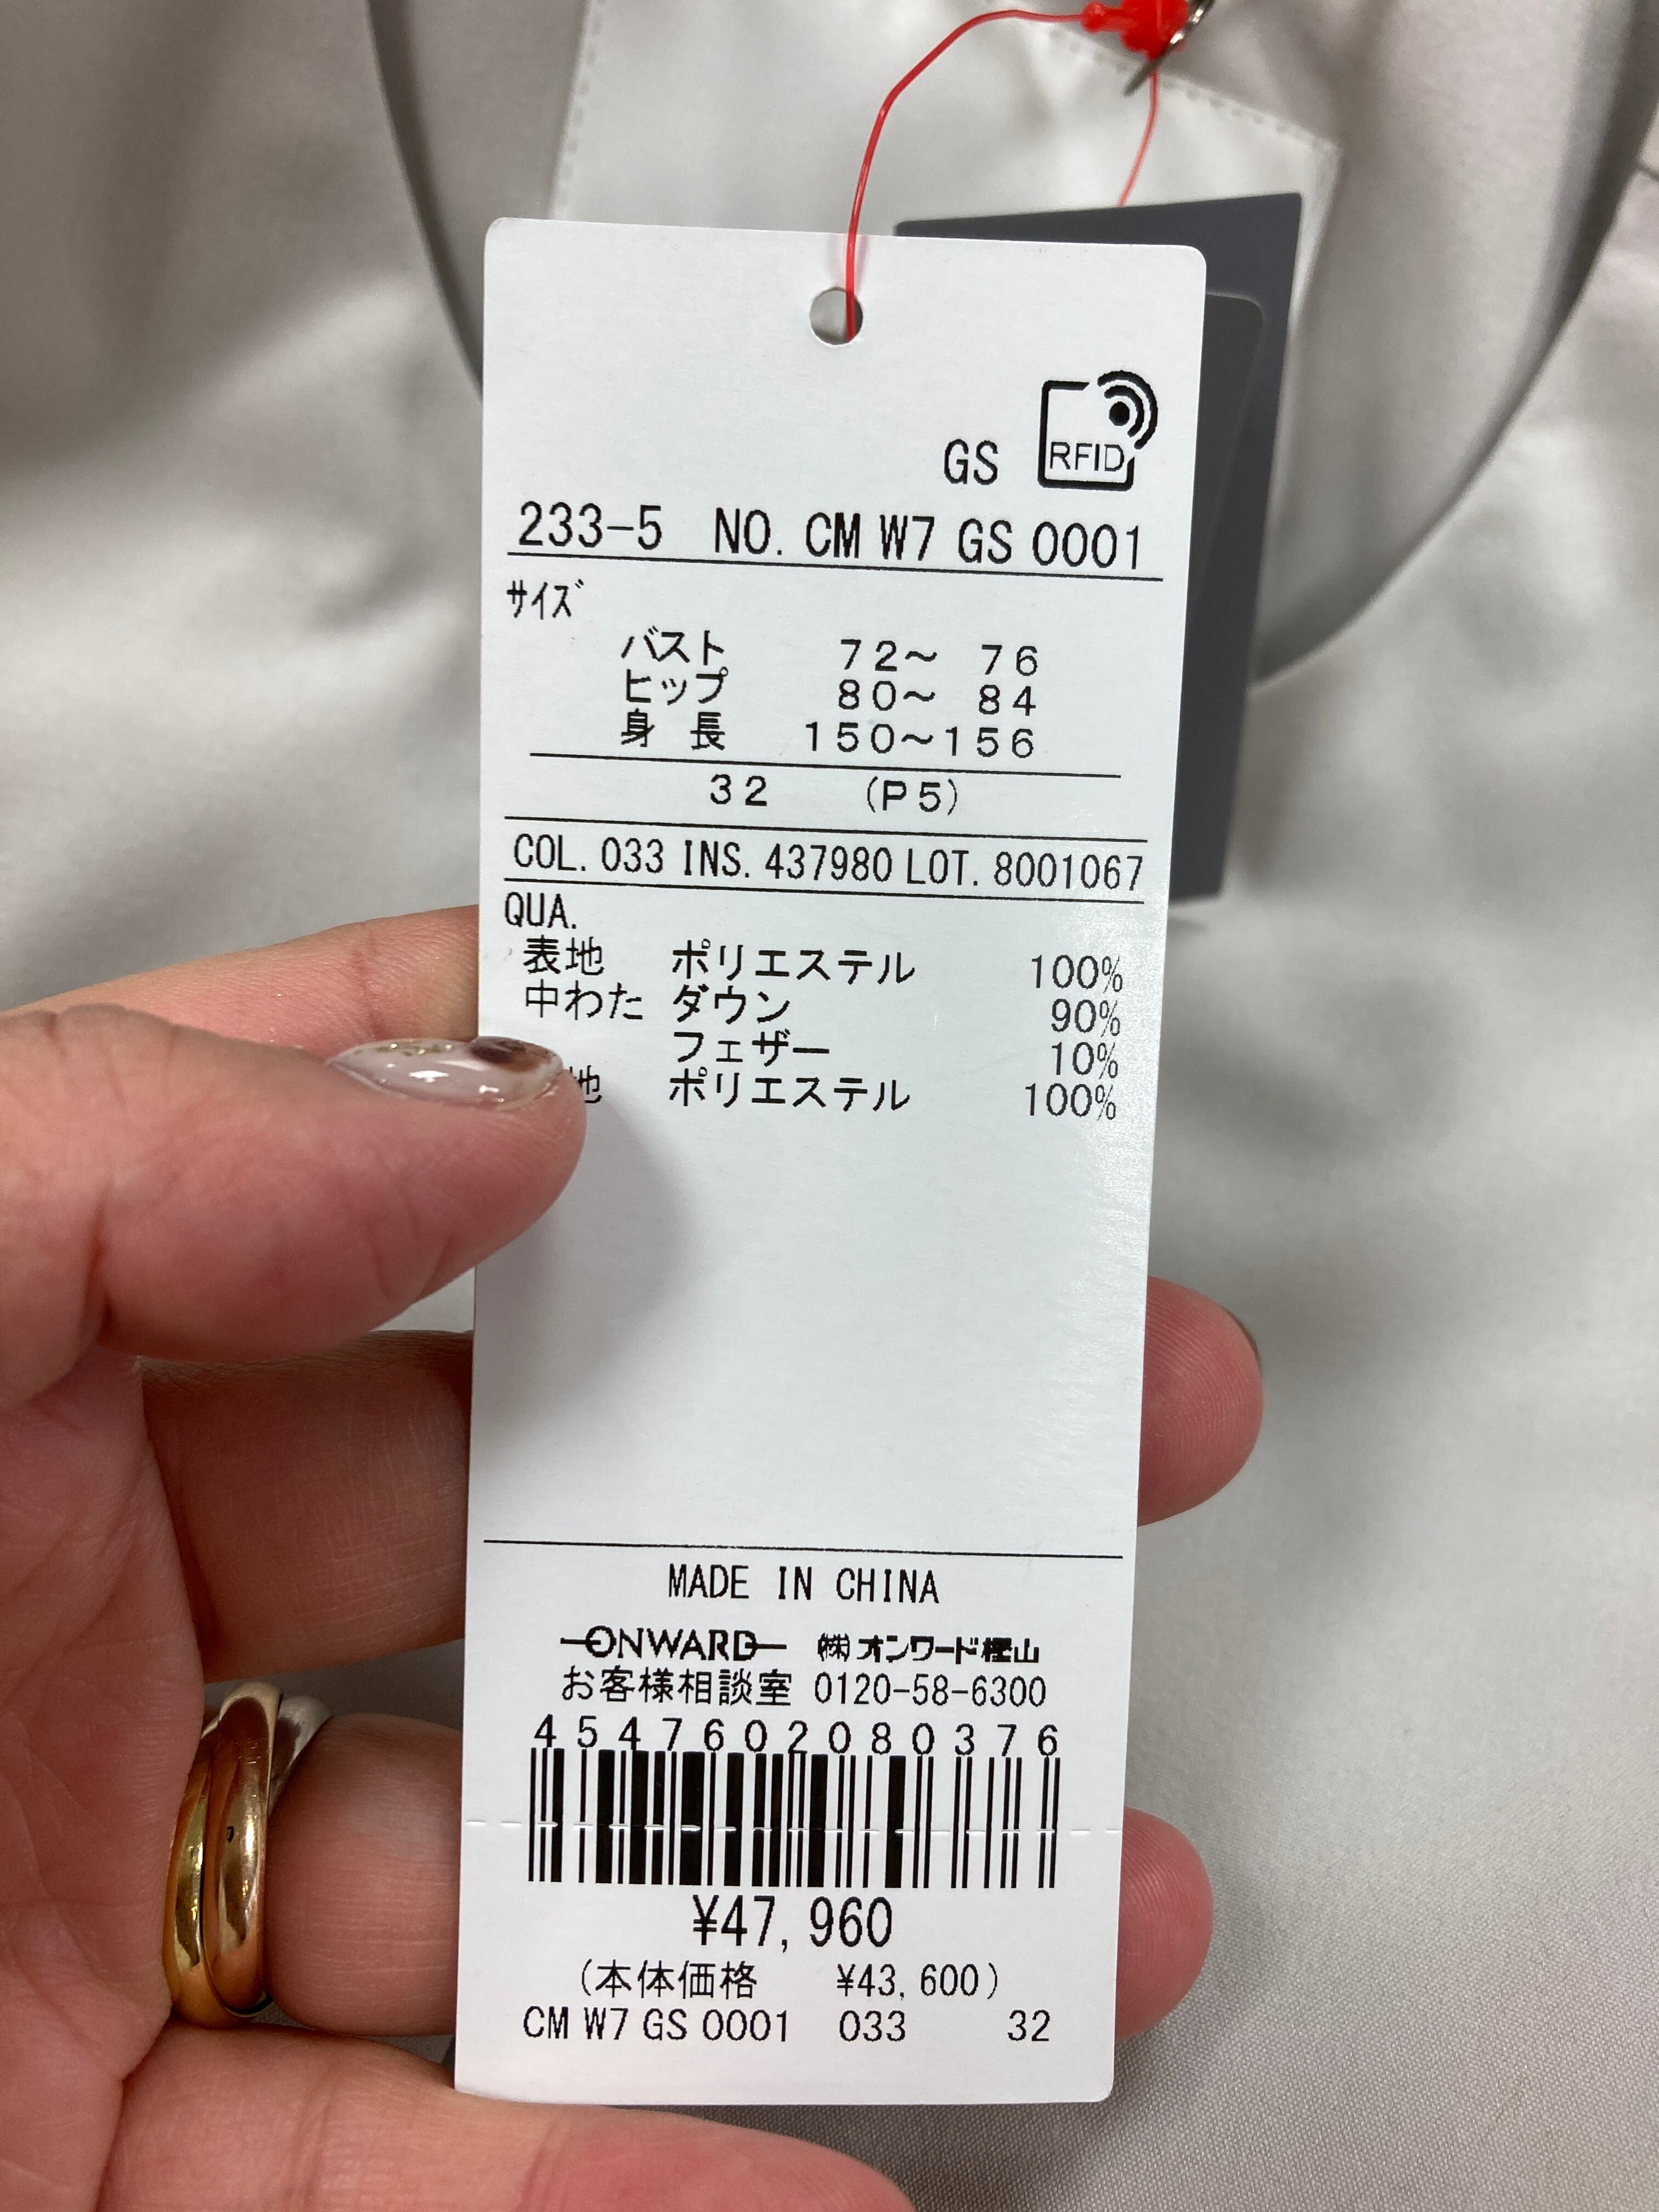 GS RFID
233-5 NO. CM W7 GS 0001
サイズ
バスト 72～ 76
ヒップ 80～ 84
身長 150～156
32 (P5)
COL. 033 INS. 437980 LOT. 8001067
QUA.
表地 ポリエステル 100%
中わた ダウン 90%
フェザー 10%
地 ポリエステル 100%
MADE IN CHINA
ONWARD ㈱オンワード樫山
お客様相談室 0120-58-6300
4547602080376
¥47,960
(本体価格 ¥43,600)
CM W7 GS 0001 033 32